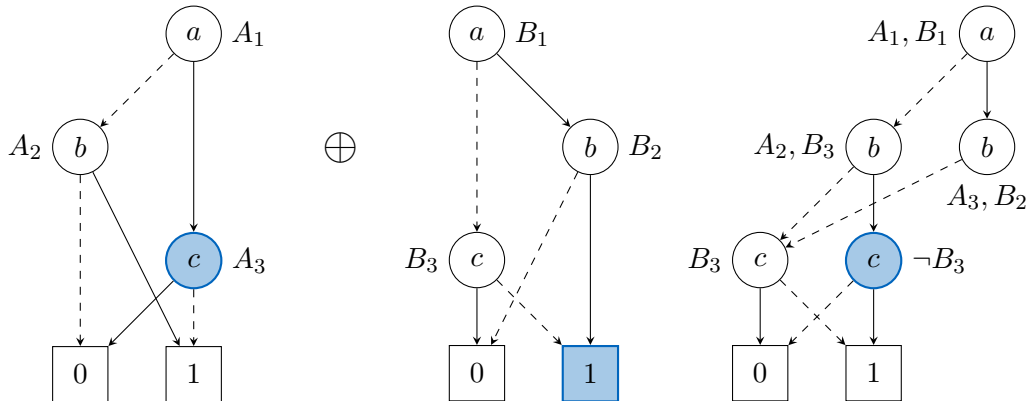 a A₁ a B₁ A₁, B₁ a
A₂ b ⊕ b B₂ A₂, B₃ b b
A₃, B₂
c A₃ B₃ c B₃ c c ¬B₃
0 1 0 1 0 1